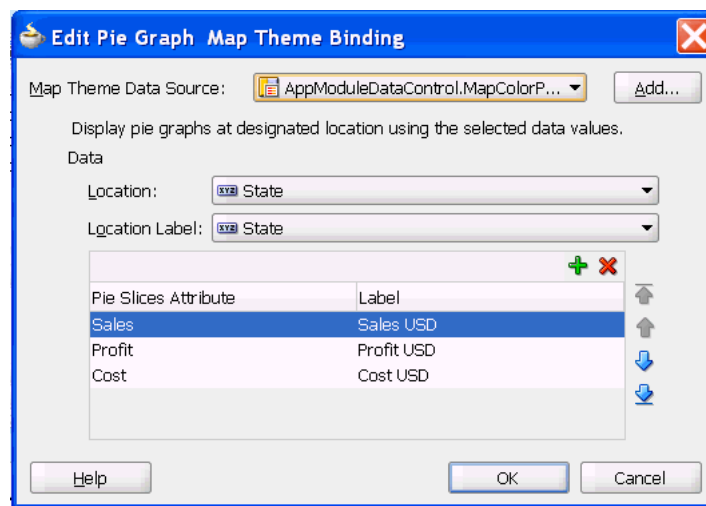 Edit Pie Graph Map Theme Binding
Map Theme Data Source: AppModuleDataControl.MapColorP... Add...
Display pie graphs at designated location using the selected data values.
Data
Location: State
Location Label: State
Pie Slices Attribute Label
Sales Sales USD
Profit Profit USD
Cost Cost USD
Help OK Cancel